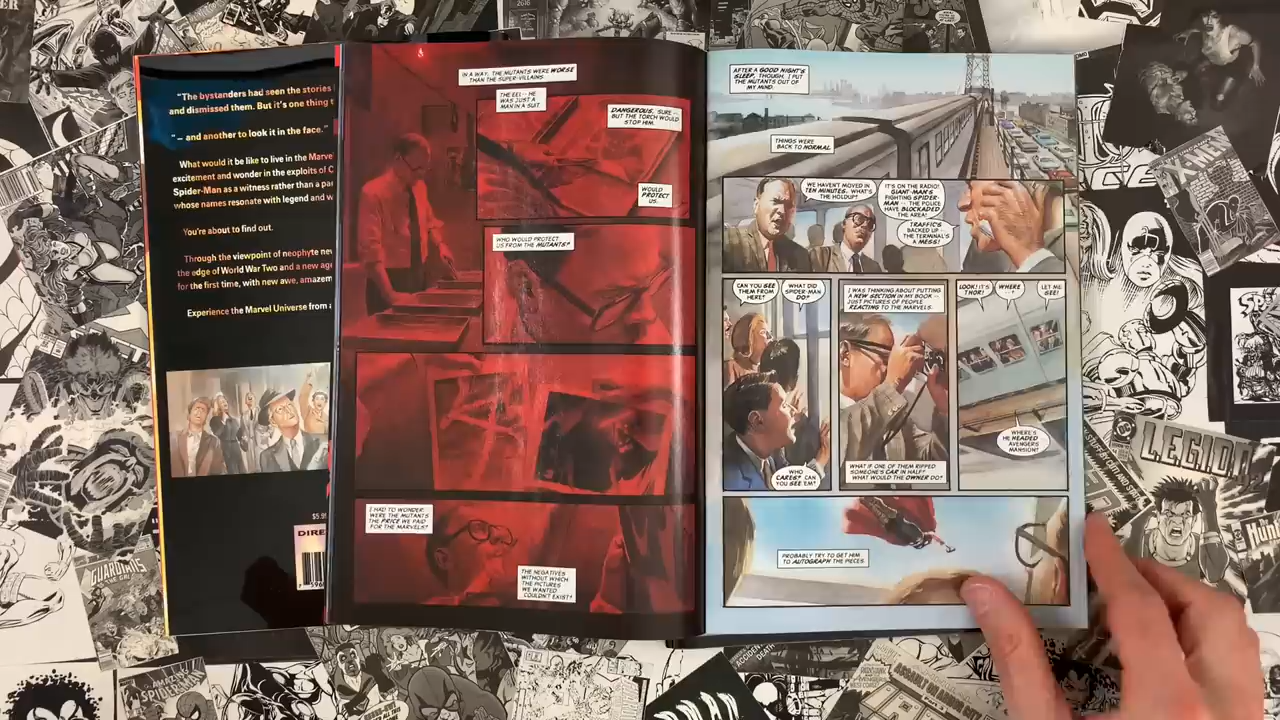 "The bystanders had seen the stories
and dismissed them. But it's one thing t
"— and another to look it in the face."
What would it be like to live in the Marve
excitement and wonder in the exploits of C
Spider-Man as a witness rather than a par
whose names resonate with legend and w
You're about to find out.
Through the viewpoint of neophyte nev
the edge of World War Two and a new age
for the first time, with new awe, amazem
Experience the Marvel Universe from a
$5.95
DIRE
IN A WAY, THE MUTANTS WERE WORSE
THAN THE SUPER-VILLAINS.
THE EEL -- HE
WAS JUST A
MAN IN A SUIT.
DANGEROUS, SURE --
BUT THE TORCH WOULD
STOP HIM.
WOULD
PROTECT
US.
WHO WOULD PROTECT
US FROM THE MUTANTS?
I HAD TO WONDER:
WERE THE MUTANTS
THE PRICE WE PAID
FOR THE MARVELS?
THE NEGATIVES
WITHOUT WHICH
THE PICTURES
WE WANTED
COULDN'T EXIST?
AFTER A GOOD NIGHT'S
SLEEP, THOUGH, I PUT
THE MUTANTS OUT OF
MY MIND.
THINGS WERE
BACK TO NORMAL.
WE HAVEN'T MOVED IN
TEN MINUTES. WHAT'S
THE HOLDUP?
IT'S ON THE RADIO!
GIANT-MAN'S
FIGHTING SPIDER-
MAN -- THE POLICE
HAVE BLOCKADED
THE AREA!
TRAFFIC'S
BACKED UP,
THE TERMINAL'S
A MESS!
CAN YOU SEE
THEM FROM
HERE?
WHAT DID
SPIDER-MAN
DO?
WHO
CARES? CAN
YOU SEE 'EM?
I WAS THINKING ABOUT PUTTING
A NEW SECTION IN MY BOOK --
JUST PICTURES OF PEOPLE
REACTING TO THE MARVELS.
WHAT IF ONE OF THEM RIPPED
SOMEONE'S CAR IN HALF?
WHAT WOULD THE OWNER DO?
LOOK! IT'S
THOR!
WHERE
--?
LET ME
SEE!
WHERE'S
HE HEADED,
AVENGERS
MANSION?
PROBABLY TRY TO GET HIM
TO AUTOGRAPH THE PIECES.
GUARDIANS
X-MEN
L.E.G.I.O.N.